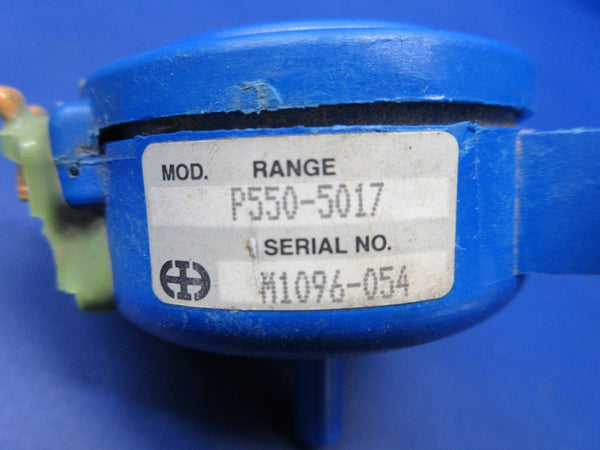 MOD. RANGE
P550-5017
SERIAL NO.
M1096-054